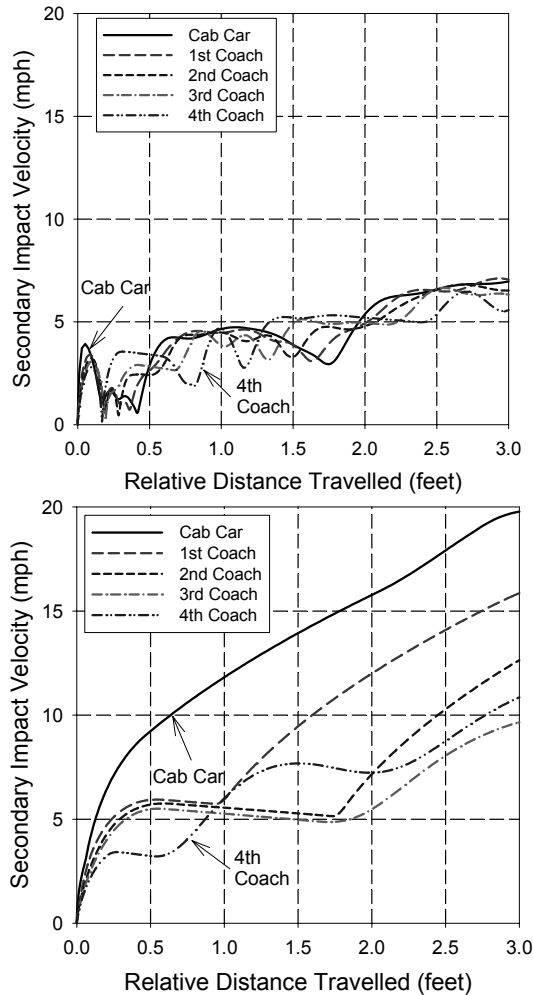 20
15
10
5
0
Secondary Impact Velocity (mph)
Cab Car
1st Coach
2nd Coach
3rd Coach
4th Coach
Cab Car
4th
Coach
0.0 0.5 1.0 1.5 2.0 2.5 3.0
Relative Distance Travelled (feet)
20
15
10
5
0
Secondary Impact Velocity (mph)
Cab Car
1st Coach
2nd Coach
3rd Coach
4th Coach
Cab Car
4th
Coach
0.0 0.5 1.0 1.5 2.0 2.5 3.0
Relative Distance Travelled (feet)